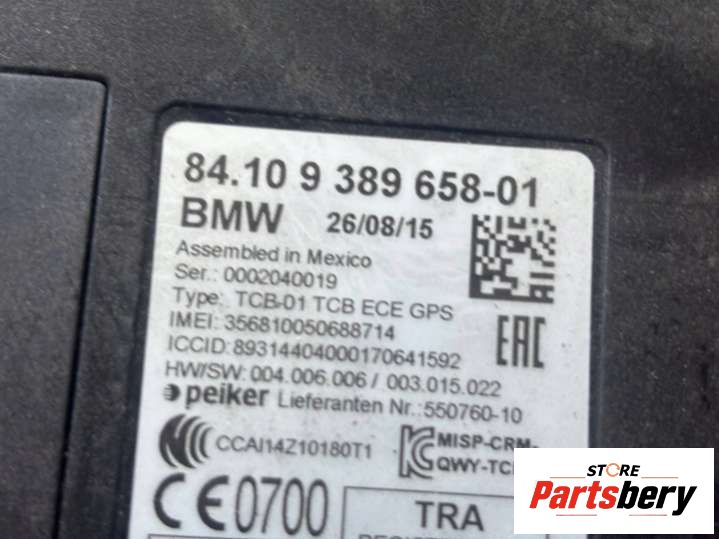 84.10 9 389 658-01
BMW 26/08/15
Assembled in Mexico
Ser.: 0002040019
Type: TCB-01 TCB ECE GPS
IMEI: 356810050688714
ICCID: 89314404000170641592
HW/SW: 004.006.006 / 003.015.022
peiker Lieferanten Nr.: 550760-10
CCAI14Z10180T1
MISP-CRM-
QWY-TC
CE0700
TRA
EAC
STORE
Partsbery